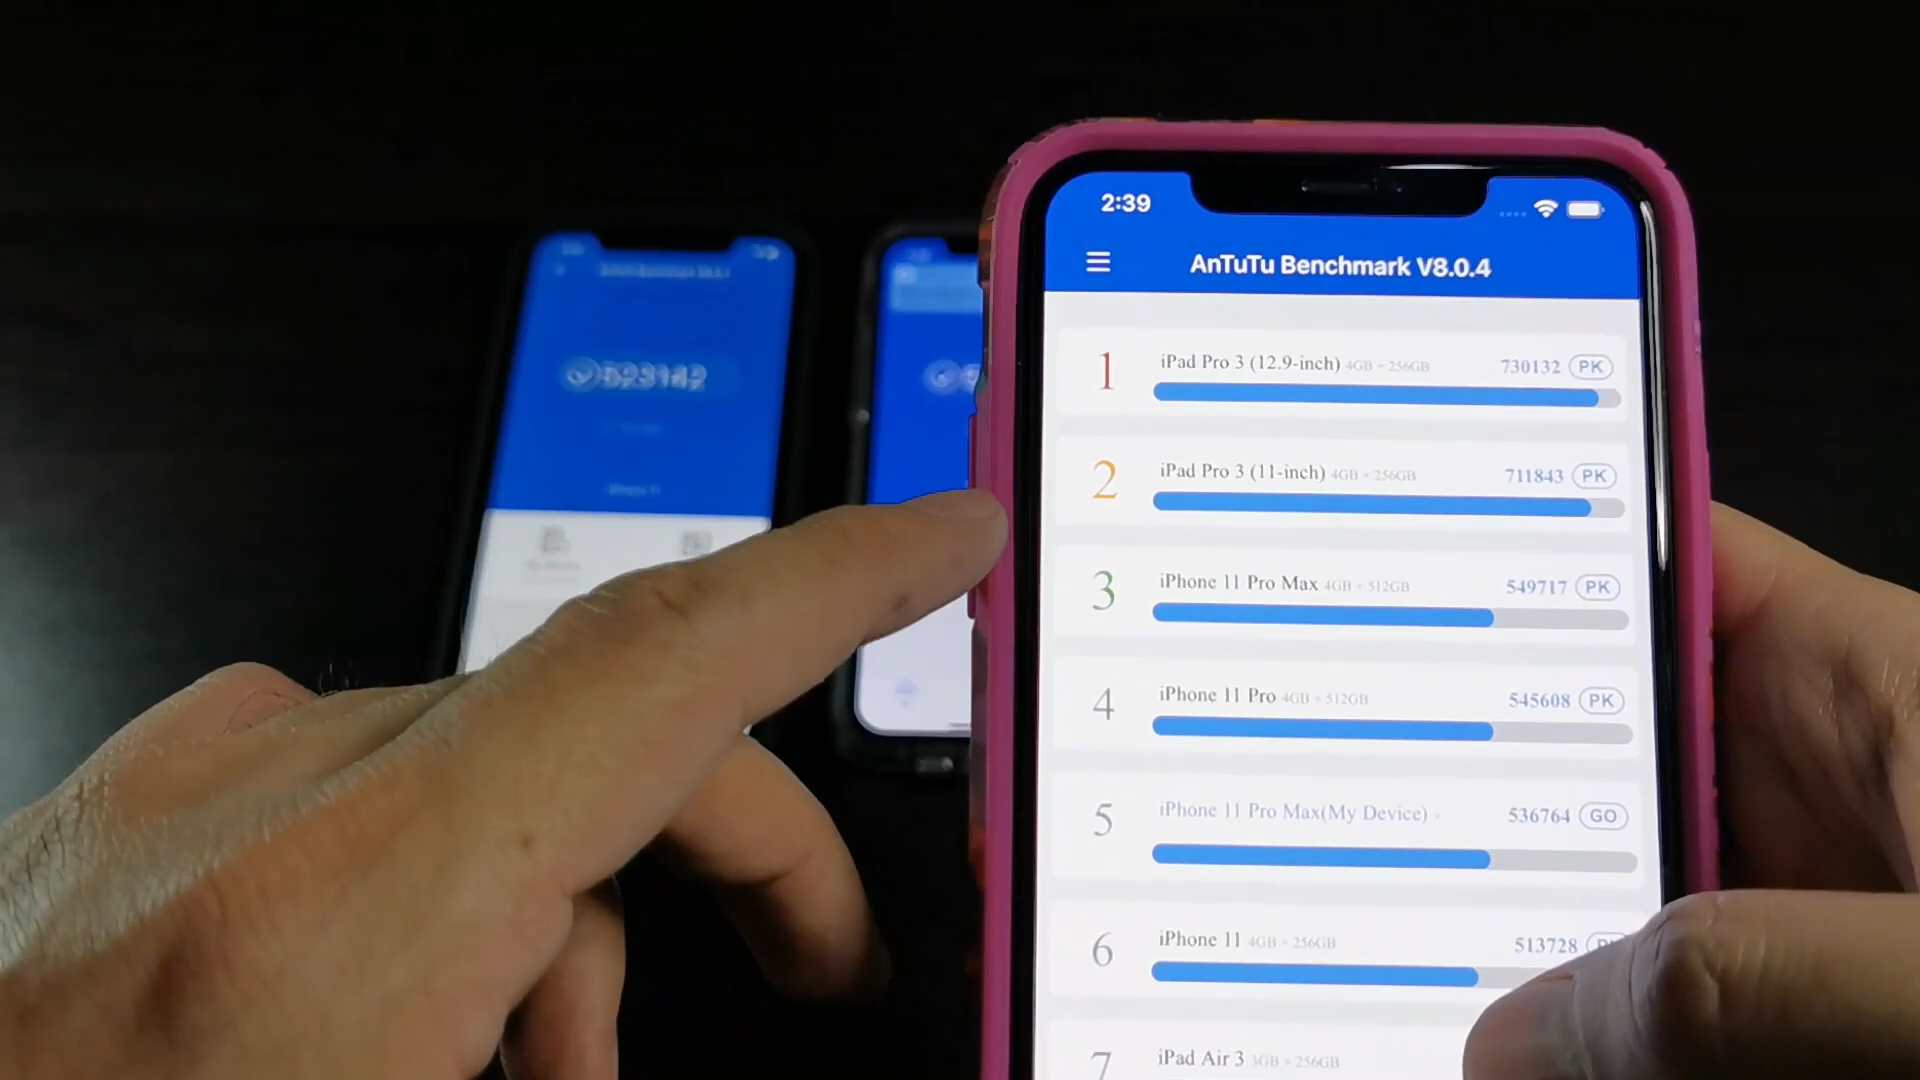 2:39
AnTuTu Benchmark V8.0.4
1 iPad Pro 3 (12.9-inch) 4GB + 256GB 730132 PK
2 iPad Pro 3 (11-inch) 4GB + 256GB 711843 PK
3 iPhone 11 Pro Max 4GB + 512GB 549717 PK
4 iPhone 11 Pro 4GB + 512GB 545608 PK
5 iPhone 11 Pro Max(My Device) - 536764 GO
6 iPhone 11 4GB + 256GB 513728
7 iPad Air 3 3GB + 256GB